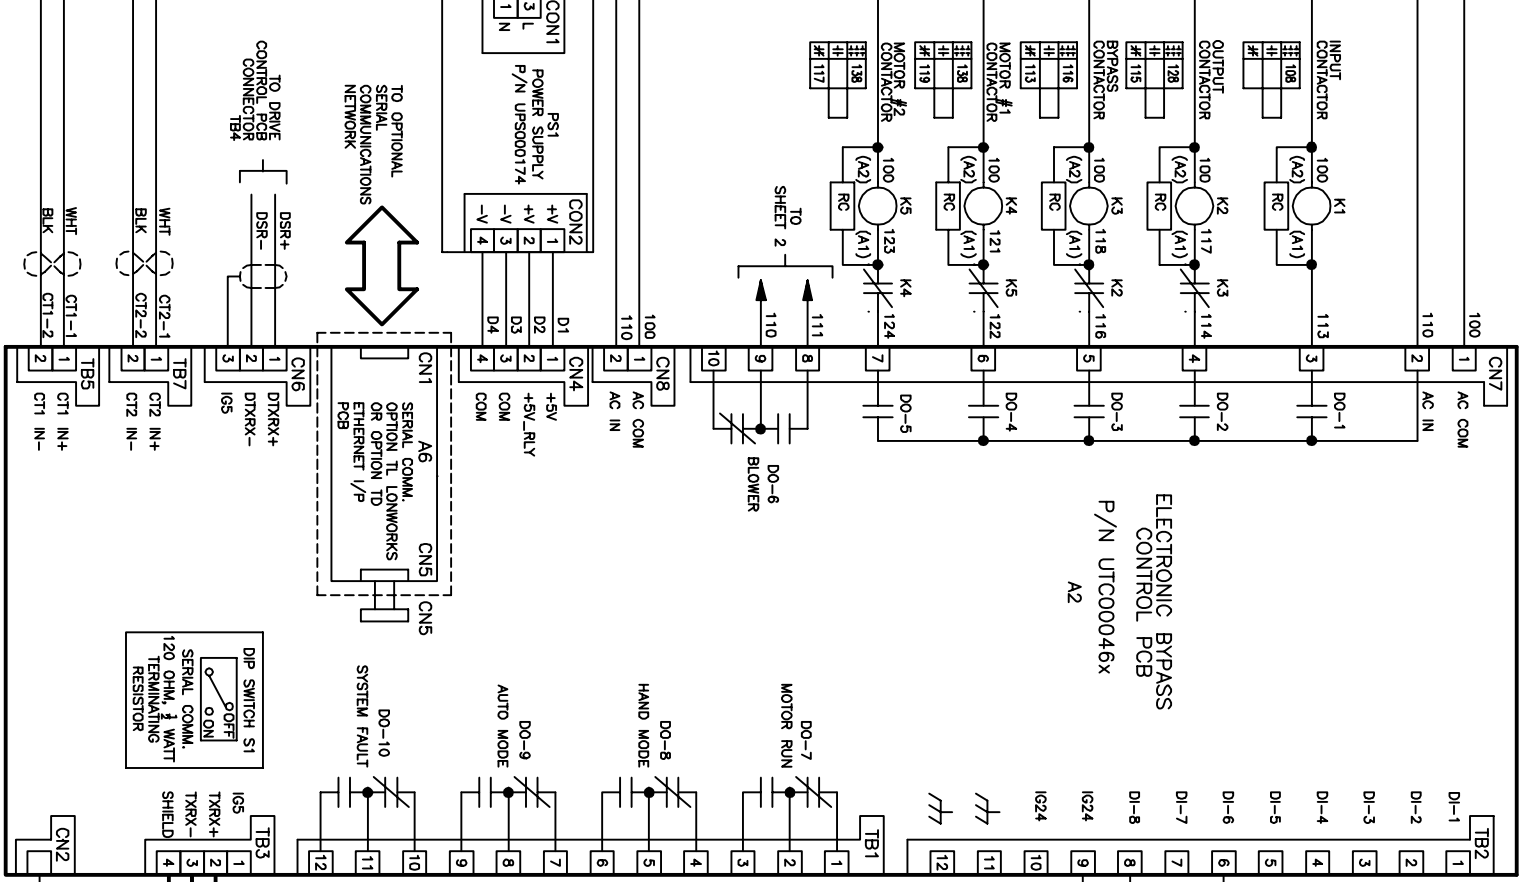 INPUT
CONTACTOR
108
OUTPUT
CONTACTOR
128
115
BYPASS
CONTACTOR
116
113
MOTOR #1
CONTACTOR
138
119
MOTOR #2
CONTACTOR
138
117
100
(A2)
K1
RC
(A1)
113
100
(A2)
K2
RC
117
(A1)
K3
114
100
(A2)
K3
RC
118
(A1)
K2
116
100
(A2)
K4
RC
121
(A1)
K5
122
100
(A2)
K5
RC
123
(A1)
K4
124
TO
SHEET 2
111
110
CON1
3 L
1 N
PS1
POWER SUPPLY
P/N UPS000174
CON2
+V 1
+V 2
-V 3
-V 4
D1
D2
D3
D4
TO OPTIONAL
SERIAL
COMMUNICATIONS
NETWORK
TO DRIVE
CONTROL PCB
CONNECTOR
TB4
DSR+
DSR-
WHT
BLK
CT2-1
CT2-2
WHT
BLK
CT1-1
CT1-2
100
110
100
110
CN7
1 AC COM
2 AC IN
3
4
5
6
7
8
9
10
DO-1
DO-2
DO-3
DO-4
DO-5
DO-6
BLOWER
CN8
1 AC COM
2 AC IN
CN4
1 +5V
2 +5V_RLY
3 COM
4 COM
CN1
A6
SERIAL COMM.
OPTION TL LONWORKS
OR OPTION TD
ETHERNET I/P
PCB
CN5
CN5
CN6
1 DTXRX+
2 DTXRX-
3 IG5
TB7
1 CT2 IN+
2 CT2 IN-
TB5
1 CT1 IN+
2 CT1 IN-
ELECTRONIC BYPASS
CONTROL PCB
P/N UTC00046x
A2
DIP SWITCH S1
OFF
ON
SERIAL COMM.
120 OHM, ½ WATT
TERMINATING
RESISTOR
TB2
DI-1 1
DI-2 2
DI-3 3
DI-4 4
DI-5 5
DI-6 6
DI-7 7
DI-8 8
IG24 9
IG24 10
11
12
TB1
DO-7
MOTOR RUN
1
2
3
DO-8
HAND MODE
4
5
6
DO-9
AUTO MODE
7
8
9
DO-10
SYSTEM FAULT
10
11
12
TB3
IG5 1
TXRX+ 2
TXRX- 3
SHIELD 4
CN2